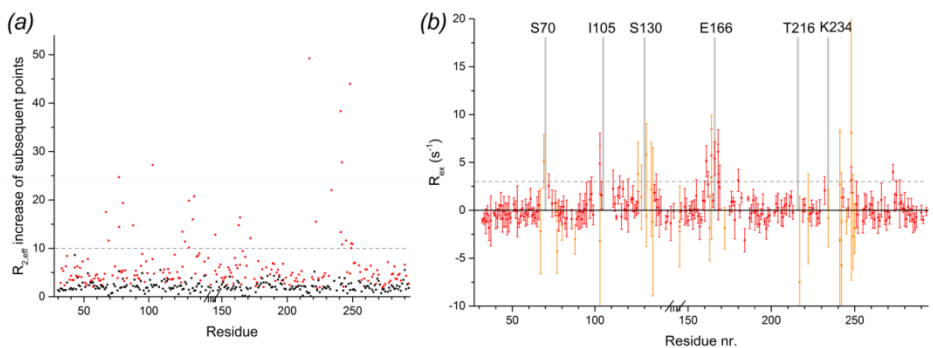 (a)
R2,eff increase of subsequent points
50
40
30
20
10
0
50
100
150
200
250
Residue
(b)
Rex (s-1)
20
15
10
5
0
-5
-10
S70
I105
S130
E166
T216
K234
50
100
150
200
250
Residue nr.